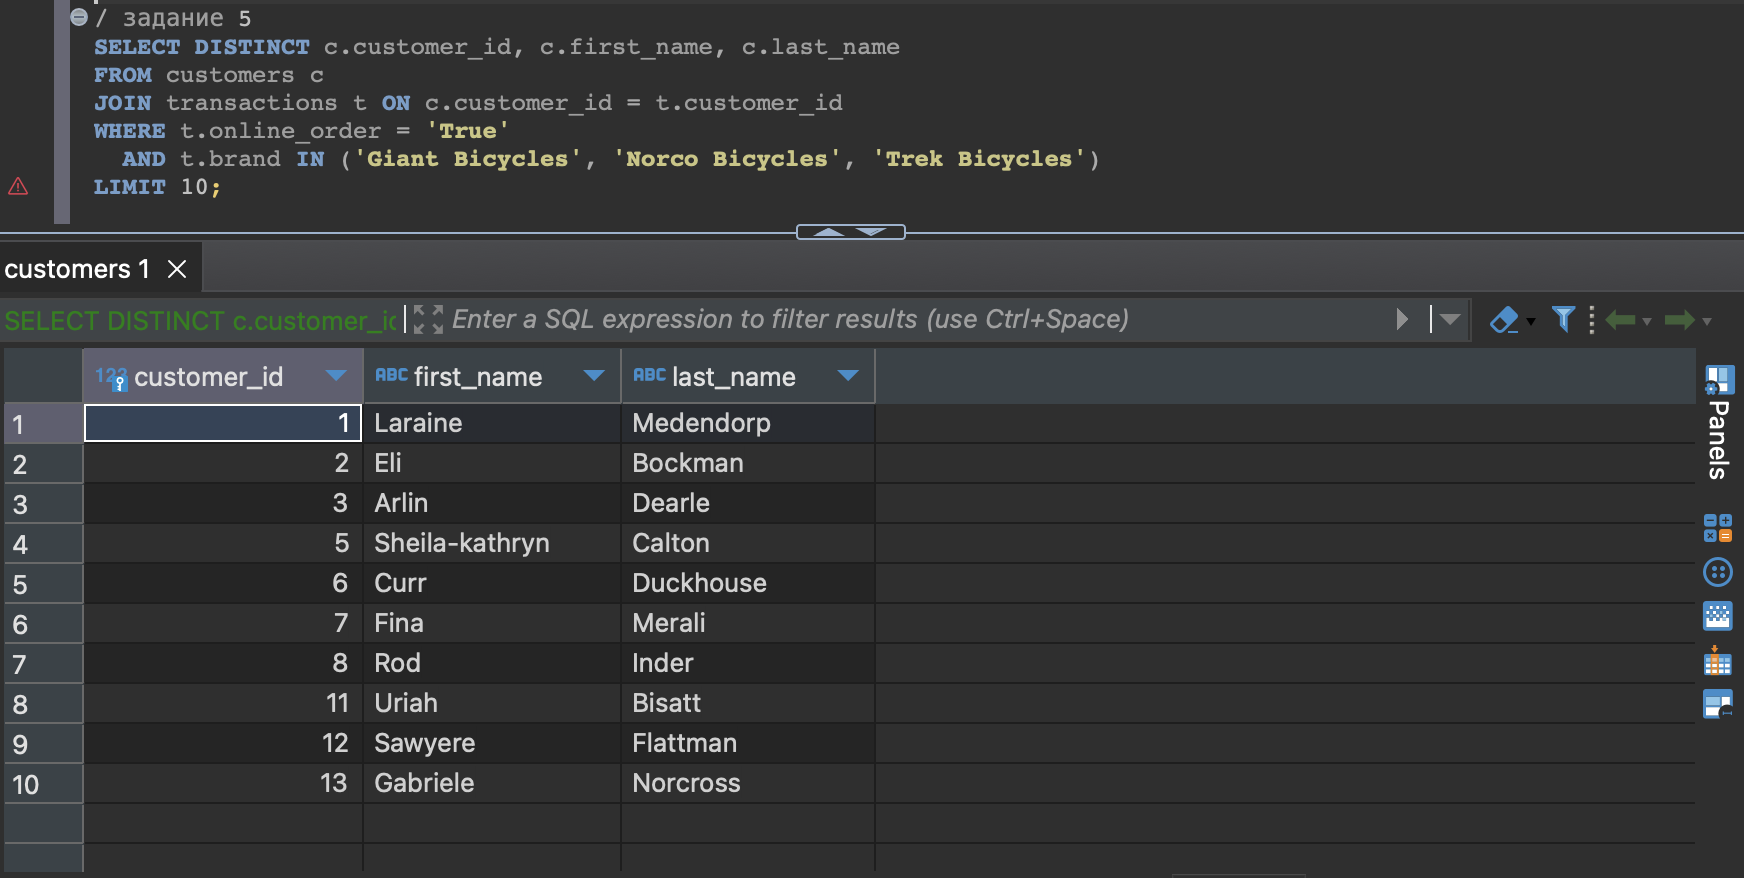 / задание 5
SELECT DISTINCT c.customer_id, c.first_name, c.last_name
FROM customers c
JOIN transactions t ON c.customer_id = t.customer_id
WHERE t.online_order = 'True'
  AND t.brand IN ('Giant Bicycles', 'Norco Bicycles', 'Trek Bicycles')
LIMIT 10;
customers 1
SELECT DISTINCT c.customer_ic Enter a SQL expression to filter results (use Ctrl+Space)
123 customer_id ABC first_name ABC last_name
1 1 Laraine Medendorp
2 2 Eli Bockman
3 3 Arlin Dearle
4 5 Sheila-kathryn Calton
5 6 Curr Duckhouse
6 7 Fina Merali
7 8 Rod Inder
8 11 Uriah Bisatt
9 12 Sawyere Flattman
10 13 Gabriele Norcross
Panels